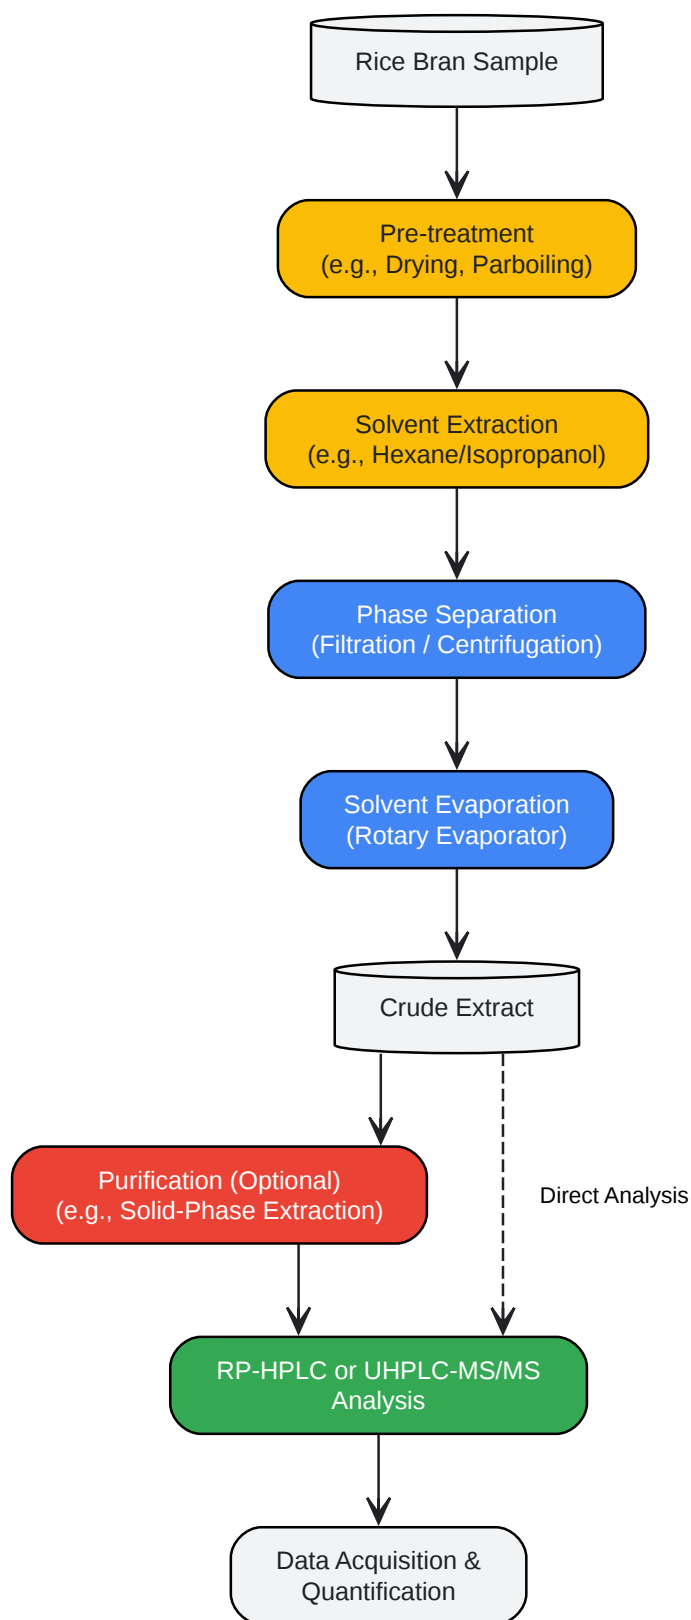 Rice Bran Sample
Pre-treatment
(e.g., Drying, Parboiling)
Solvent Extraction
(e.g., Hexane/Isopropanol)
Phase Separation
(Filtration / Centrifugation)
Solvent Evaporation
(Rotary Evaporator)
Crude Extract
Purification (Optional)
(e.g., Solid-Phase Extraction)
Direct Analysis
RP-HPLC or UHPLC-MS/MS
Analysis
Data Acquisition &
Quantification